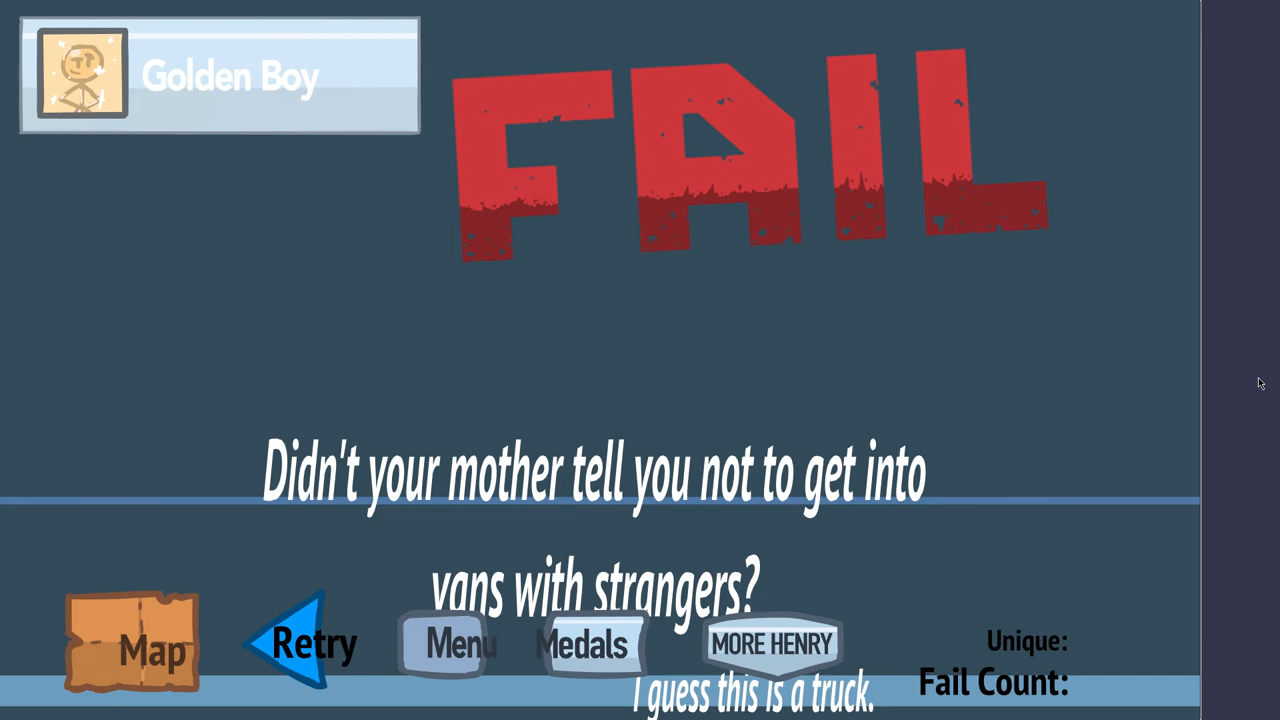 Golden Boy
FAIL
Didn't your mother tell you not to get into
vans with strangers?
Map
Retry
Menu
Medals
MORE HENRY
Unique:
Fail Count:
I guess this is a truck.